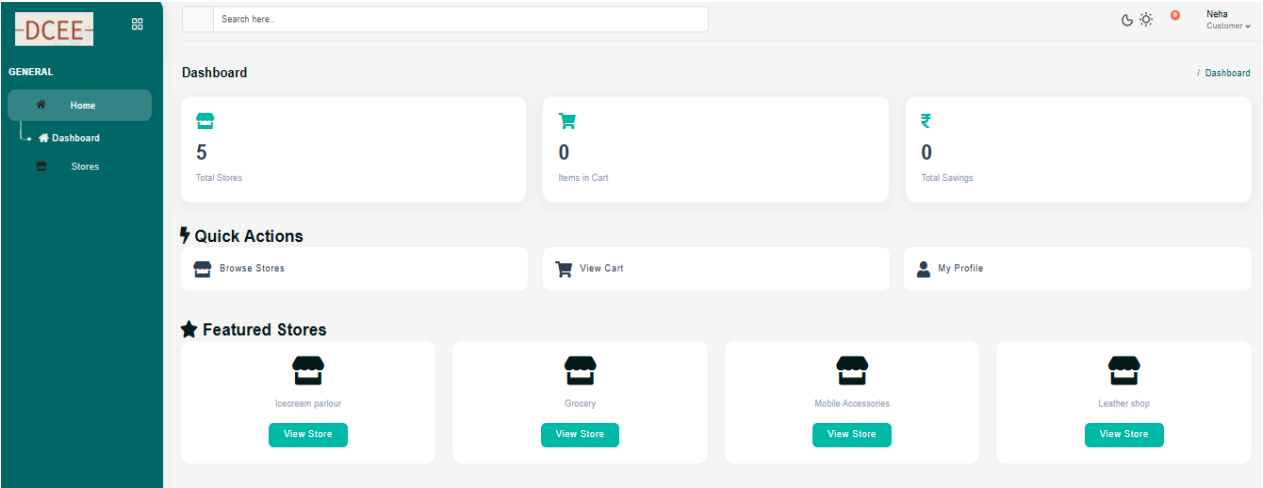 -DCEE-
Search here..
0
Neha
Customer
GENERAL
Home
Dashboard
Stores
Dashboard
/ Dashboard
5
Total Stores
0
Items in Cart
₹
0
Total Savings
Quick Actions
Browse Stores
View Cart
My Profile
Featured Stores
Icecream parlour
View Store
Grocery
View Store
Mobile Accessories
View Store
Leather shop
View Store